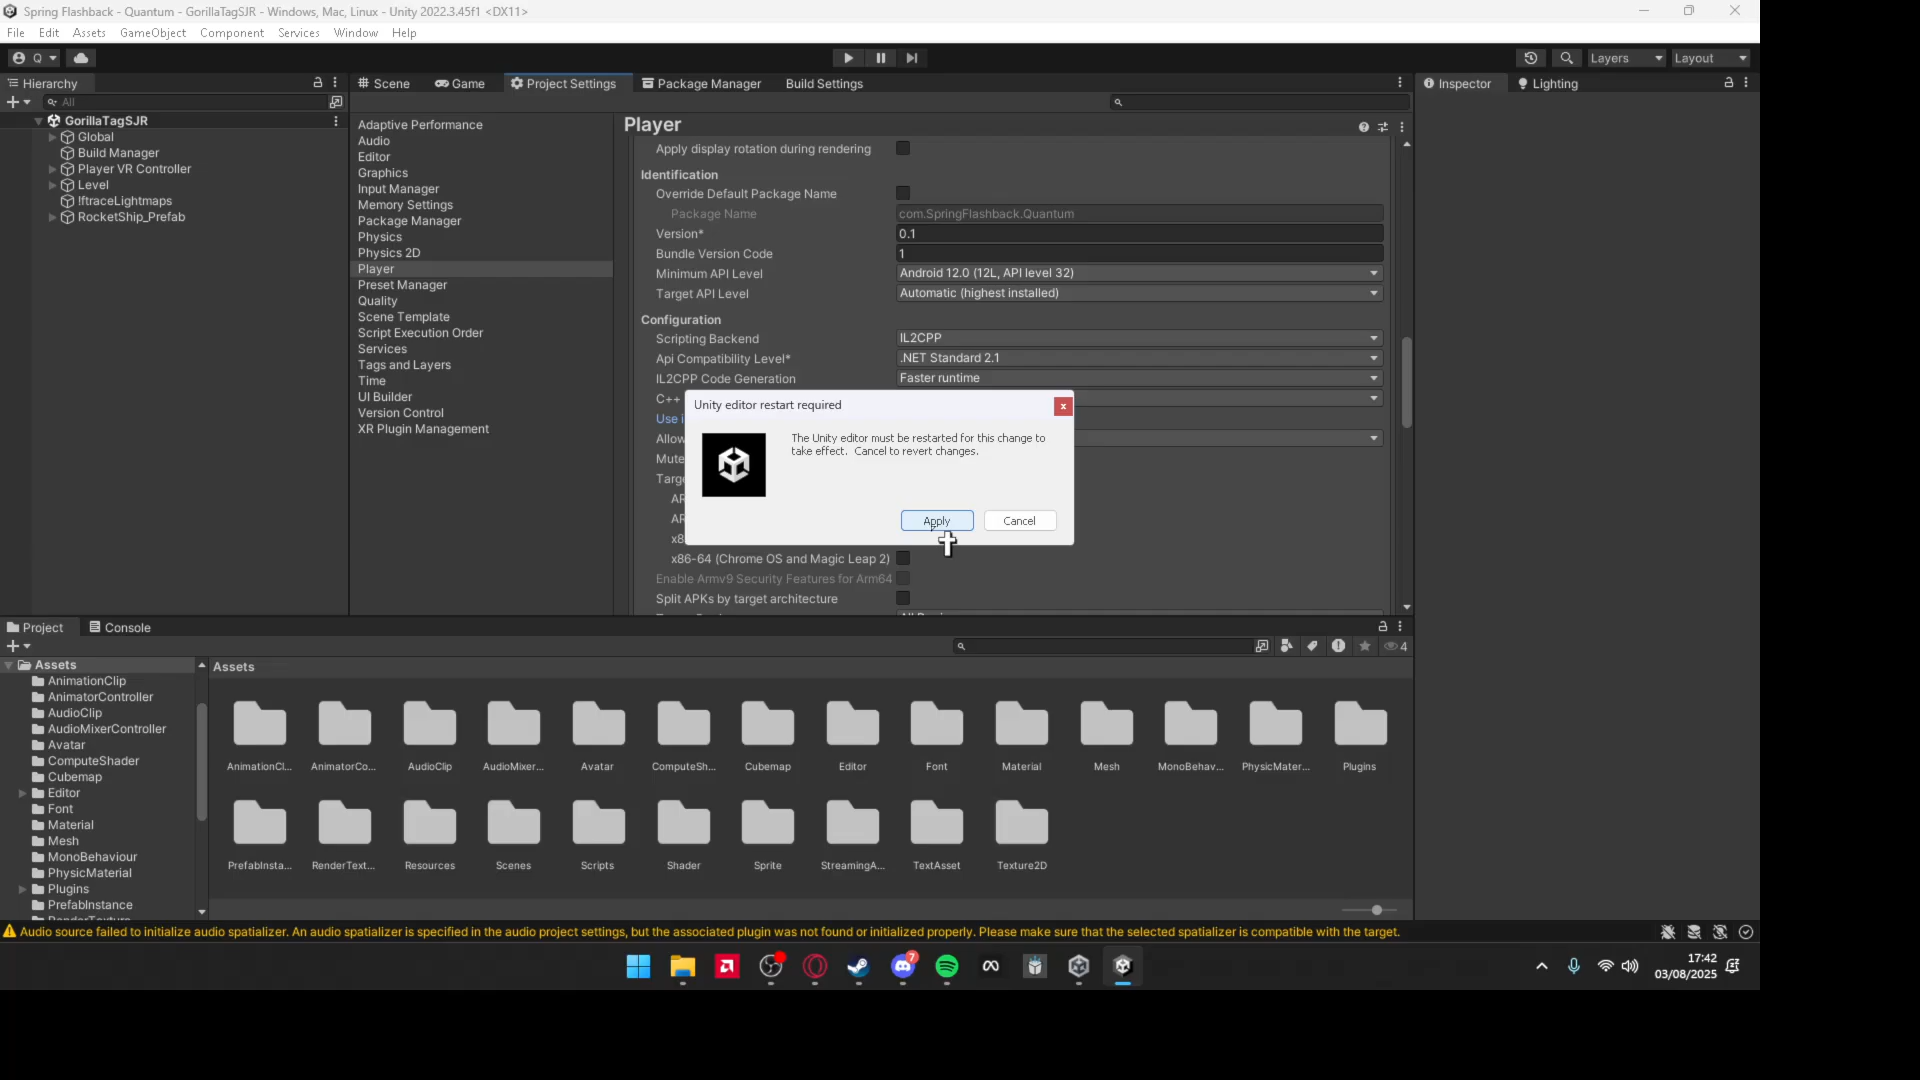 Spring Flashback - Quantum - GorillaTagSJR - Windows, Mac, Linux - Unity 2022.3.45f1 <DX11>
File Edit Assets GameObject Component Services Window Help
Q Layers Layout
Hierarchy Scene Game Project Settings Package Manager Build Settings Inspector Lighting
All
GorillaTagSJR
Global
Build Manager
Player VR Controller
Level
!ftraceLightmaps
RocketShip_Prefab
Adaptive Performance
Audio
Editor
Graphics
Input Manager
Memory Settings
Package Manager
Physics
Physics 2D
Player
Preset Manager
Quality
Scene Template
Script Execution Order
Services
Tags and Layers
Time
UI Builder
Version Control
XR Plugin Management
Player
Apply display rotation during rendering
Identification
Override Default Package Name
Package Name com.SpringFlashback.Quantum
Version* 0.1
Bundle Version Code 1
Minimum API Level Android 12.0 (12L, API level 32)
Target API Level Automatic (highest installed)
Configuration
Scripting Backend IL2CPP
Api Compatibility Level* .NET Standard 2.1
IL2CPP Code Generation Faster runtime
C++
Use i
Allow
Mute
Targe
AR
AR
x8
x86-64 (Chrome OS and Magic Leap 2)
Enable Armv9 Security Features for Arm64
Split APKs by target architecture
Unity editor restart required
x
The Unity editor must be restarted for this change to
take effect. Cancel to revert changes.
Apply Cancel
Project Console
4
Assets
AnimationClip
AnimatorController
AudioClip
AudioMixerController
Avatar
ComputeShader
Cubemap
Editor
Font
Material
Mesh
MonoBehaviour
PhysicMaterial
Plugins
PrefabInstance
RenderTexture
Assets
AnimationCl... AnimatorCo... AudioClip AudioMixer... Avatar ComputeSh... Cubemap Editor Font Material Mesh MonoBehav... PhysicMater... Plugins
PrefabInsta... RenderText... Resources Scenes Scripts Shader Sprite StreamingA... TextAsset Texture2D
Audio source failed to initialize audio spatializer. An audio spatializer is specified in the audio project settings, but the associated plugin was not found or initialized properly. Please make sure that the selected spatializer is compatible with the target.
7
17:42
03/08/2025